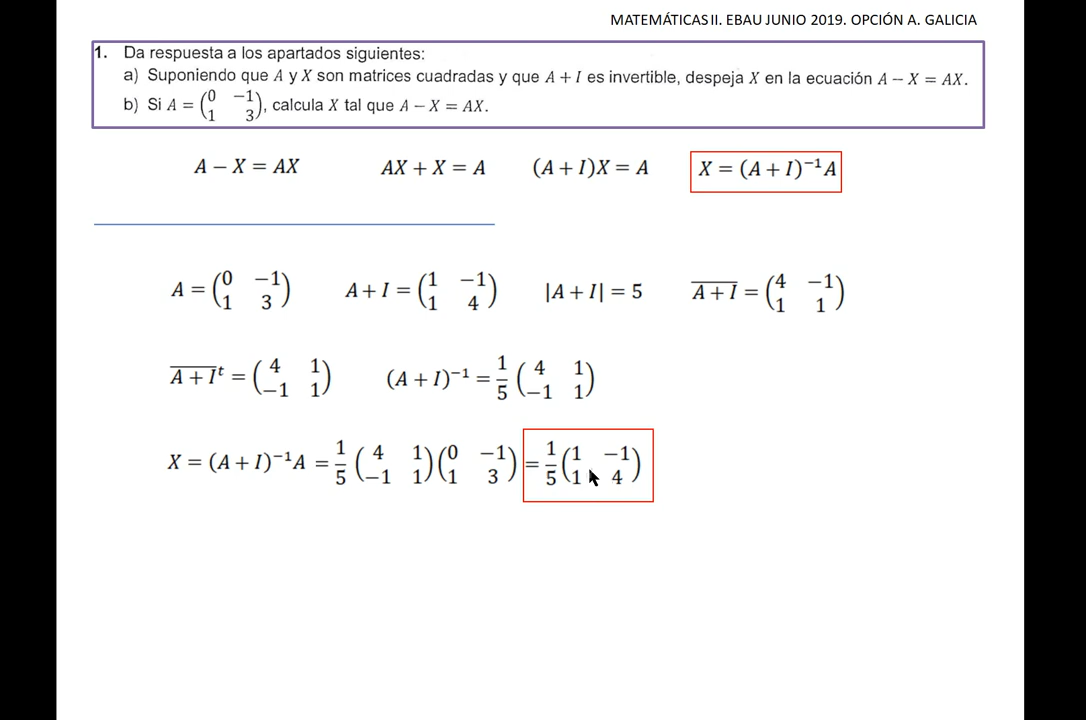 MATEMÁTICAS II. EBAU JUNIO 2019. OPCIÓN A. GALICIA
1. Da respuesta a los apartados siguientes:
a) Suponiendo que A y X son matrices cuadradas y que A + I es invertible, despeja X en la ecuación A − X = AX.
b) Si A = (0 −1
1 3), calcula X tal que A − X = AX.
A − X = AX AX + X = A (A + I)X = A X = (A + I)⁻¹A
A = (0 −1
1 3) A + I = (1 −1
1 4) |A + I| = 5 A̅ ̅+̅ ̅I̅ = (4 −1
1 1)
A̅ ̅+̅ ̅I̅ᵗ = (4 1
−1 1) (A + I)⁻¹ = 1/5 (4 1
−1 1)
X = (A + I)⁻¹A = 1/5 (4 1
−1 1)(0 −1
1 3) = 1/5 (1 −1
1 4)